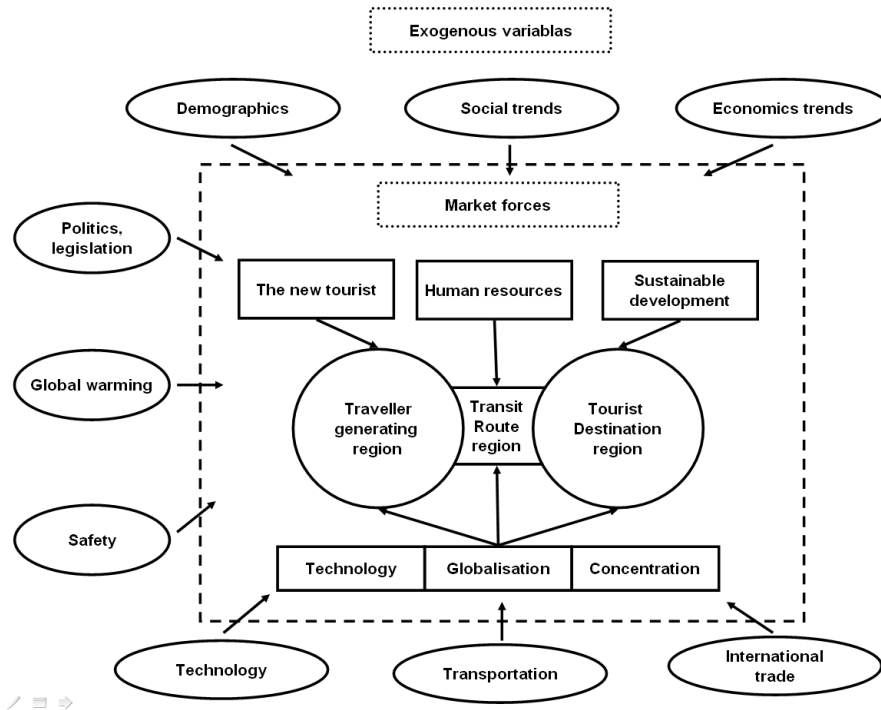 Exogenous variablas
Demographics
Social trends
Economics trends
Market forces
Politics,
legislation
The new tourist
Human resources
Sustainable
development
Global warming
Traveller
generating
region
Transit
Route
region
Tourist
Destination
region
Safety
Technology
Globalisation
Concentration
Technology
Transportation
International
trade